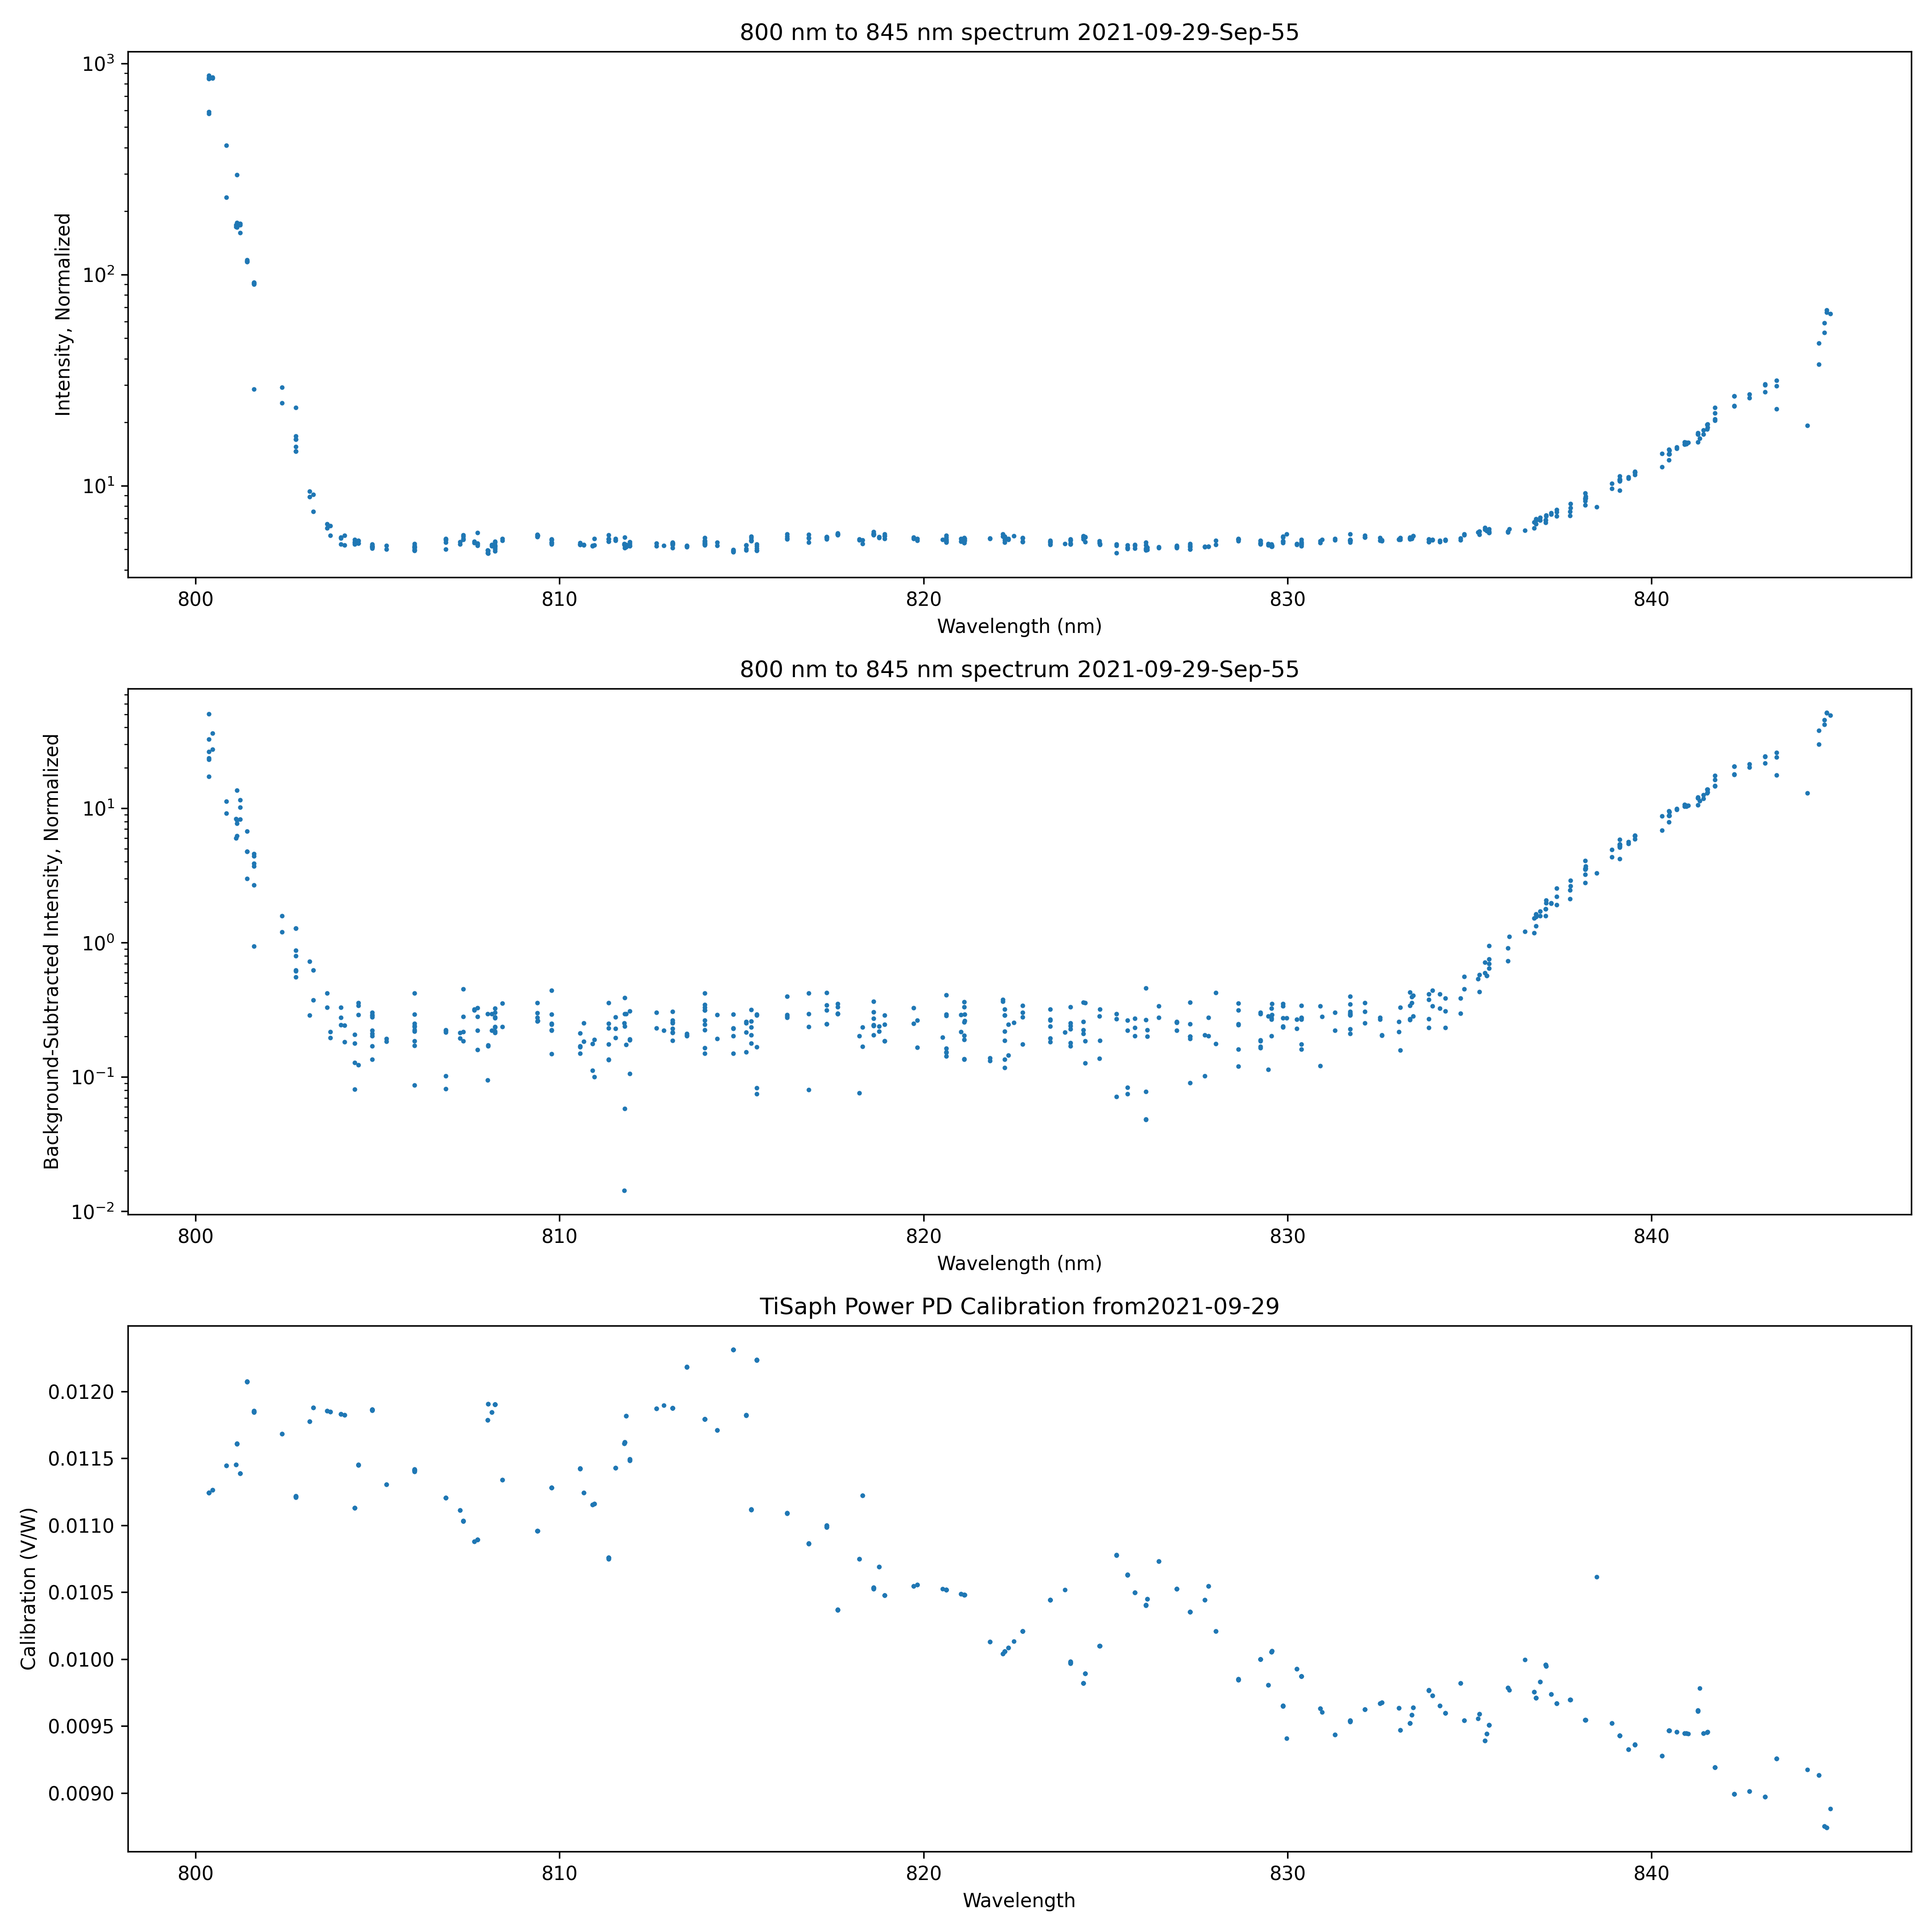 800 nm to 845 nm spectrum 2021-09-29-Sep-55
Intensity, Normalized
10³
10²
10¹
800 810 820 830 840
Wavelength (nm)
800 nm to 845 nm spectrum 2021-09-29-Sep-55
Background-Subtracted Intensity, Normalized
10¹
10⁰
10⁻¹
10⁻²
800 810 820 830 840
Wavelength (nm)
TiSaph Power PD Calibration from2021-09-29
Calibration (V/W)
0.0120
0.0115
0.0110
0.0105
0.0100
0.0095
0.0090
800 810 820 830 840
Wavelength